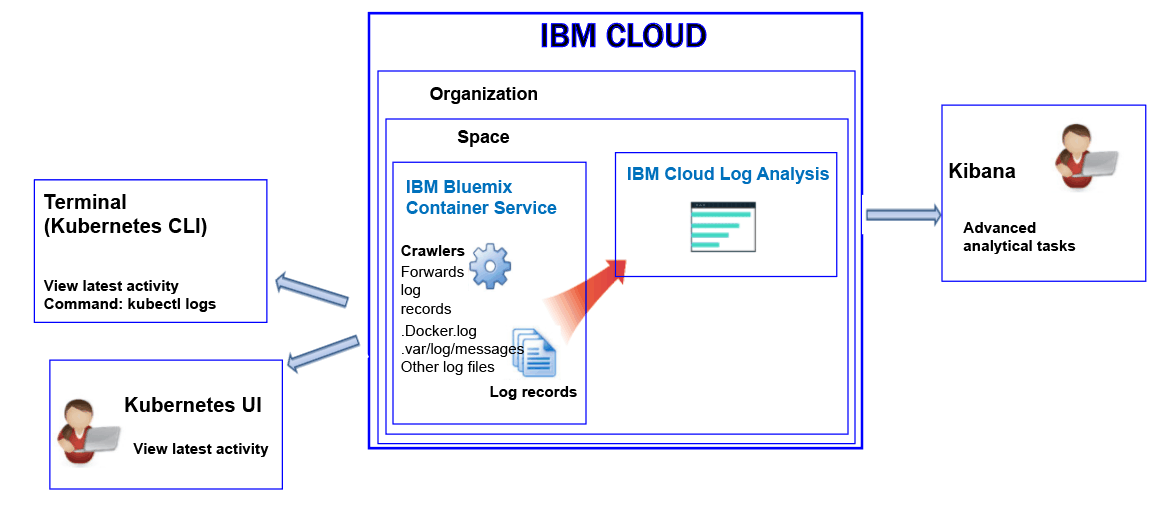 IBM CLOUD
Organization
Space
IBM Bluemix
Container Service
Crawlers
Forwards
log
records
.Docker.log
.var/log/messages
Other log files
Log records
IBM Cloud Log Analysis
Terminal
(Kubernetes CLI)
View latest activity
Command: kubectl logs
Kubernetes UI
View latest activity
Kibana
Advanced
analytical tasks